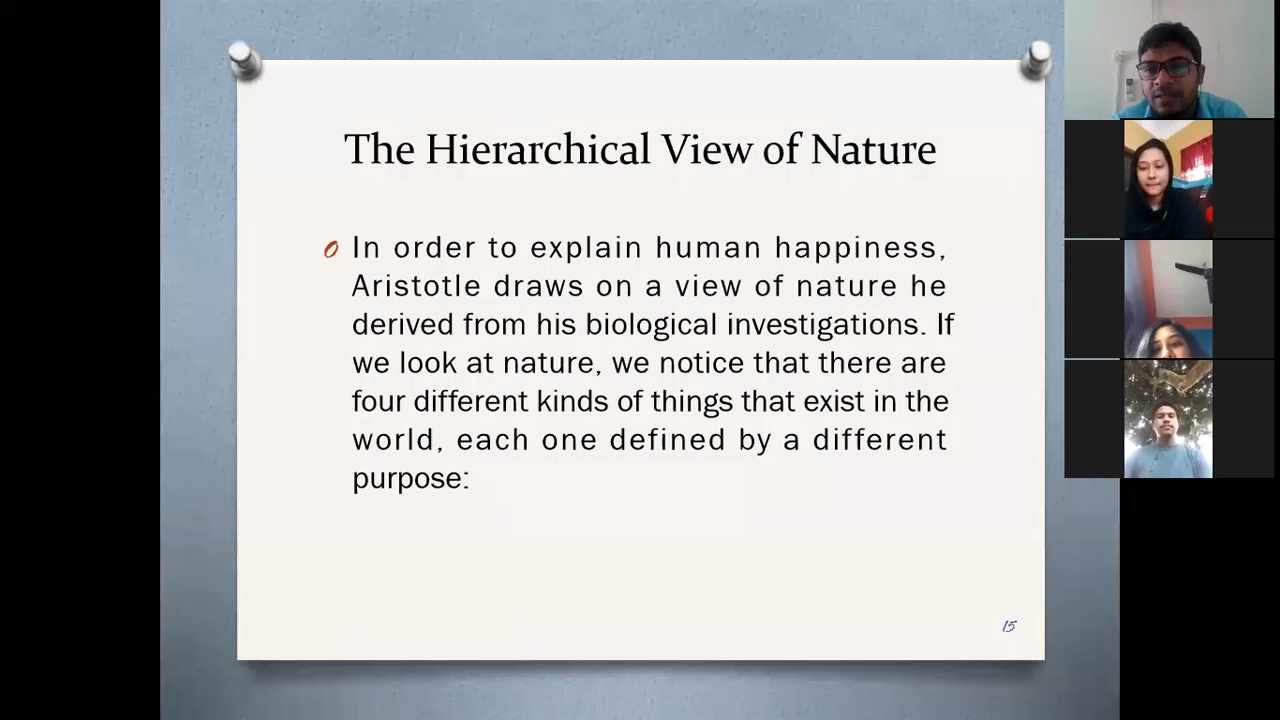 The Hierarchical View of Nature
In order to explain human happiness,
Aristotle draws on a view of nature he
derived from his biological investigations. If
we look at nature, we notice that there are
four different kinds of things that exist in the
world, each one defined by a different
purpose:
15